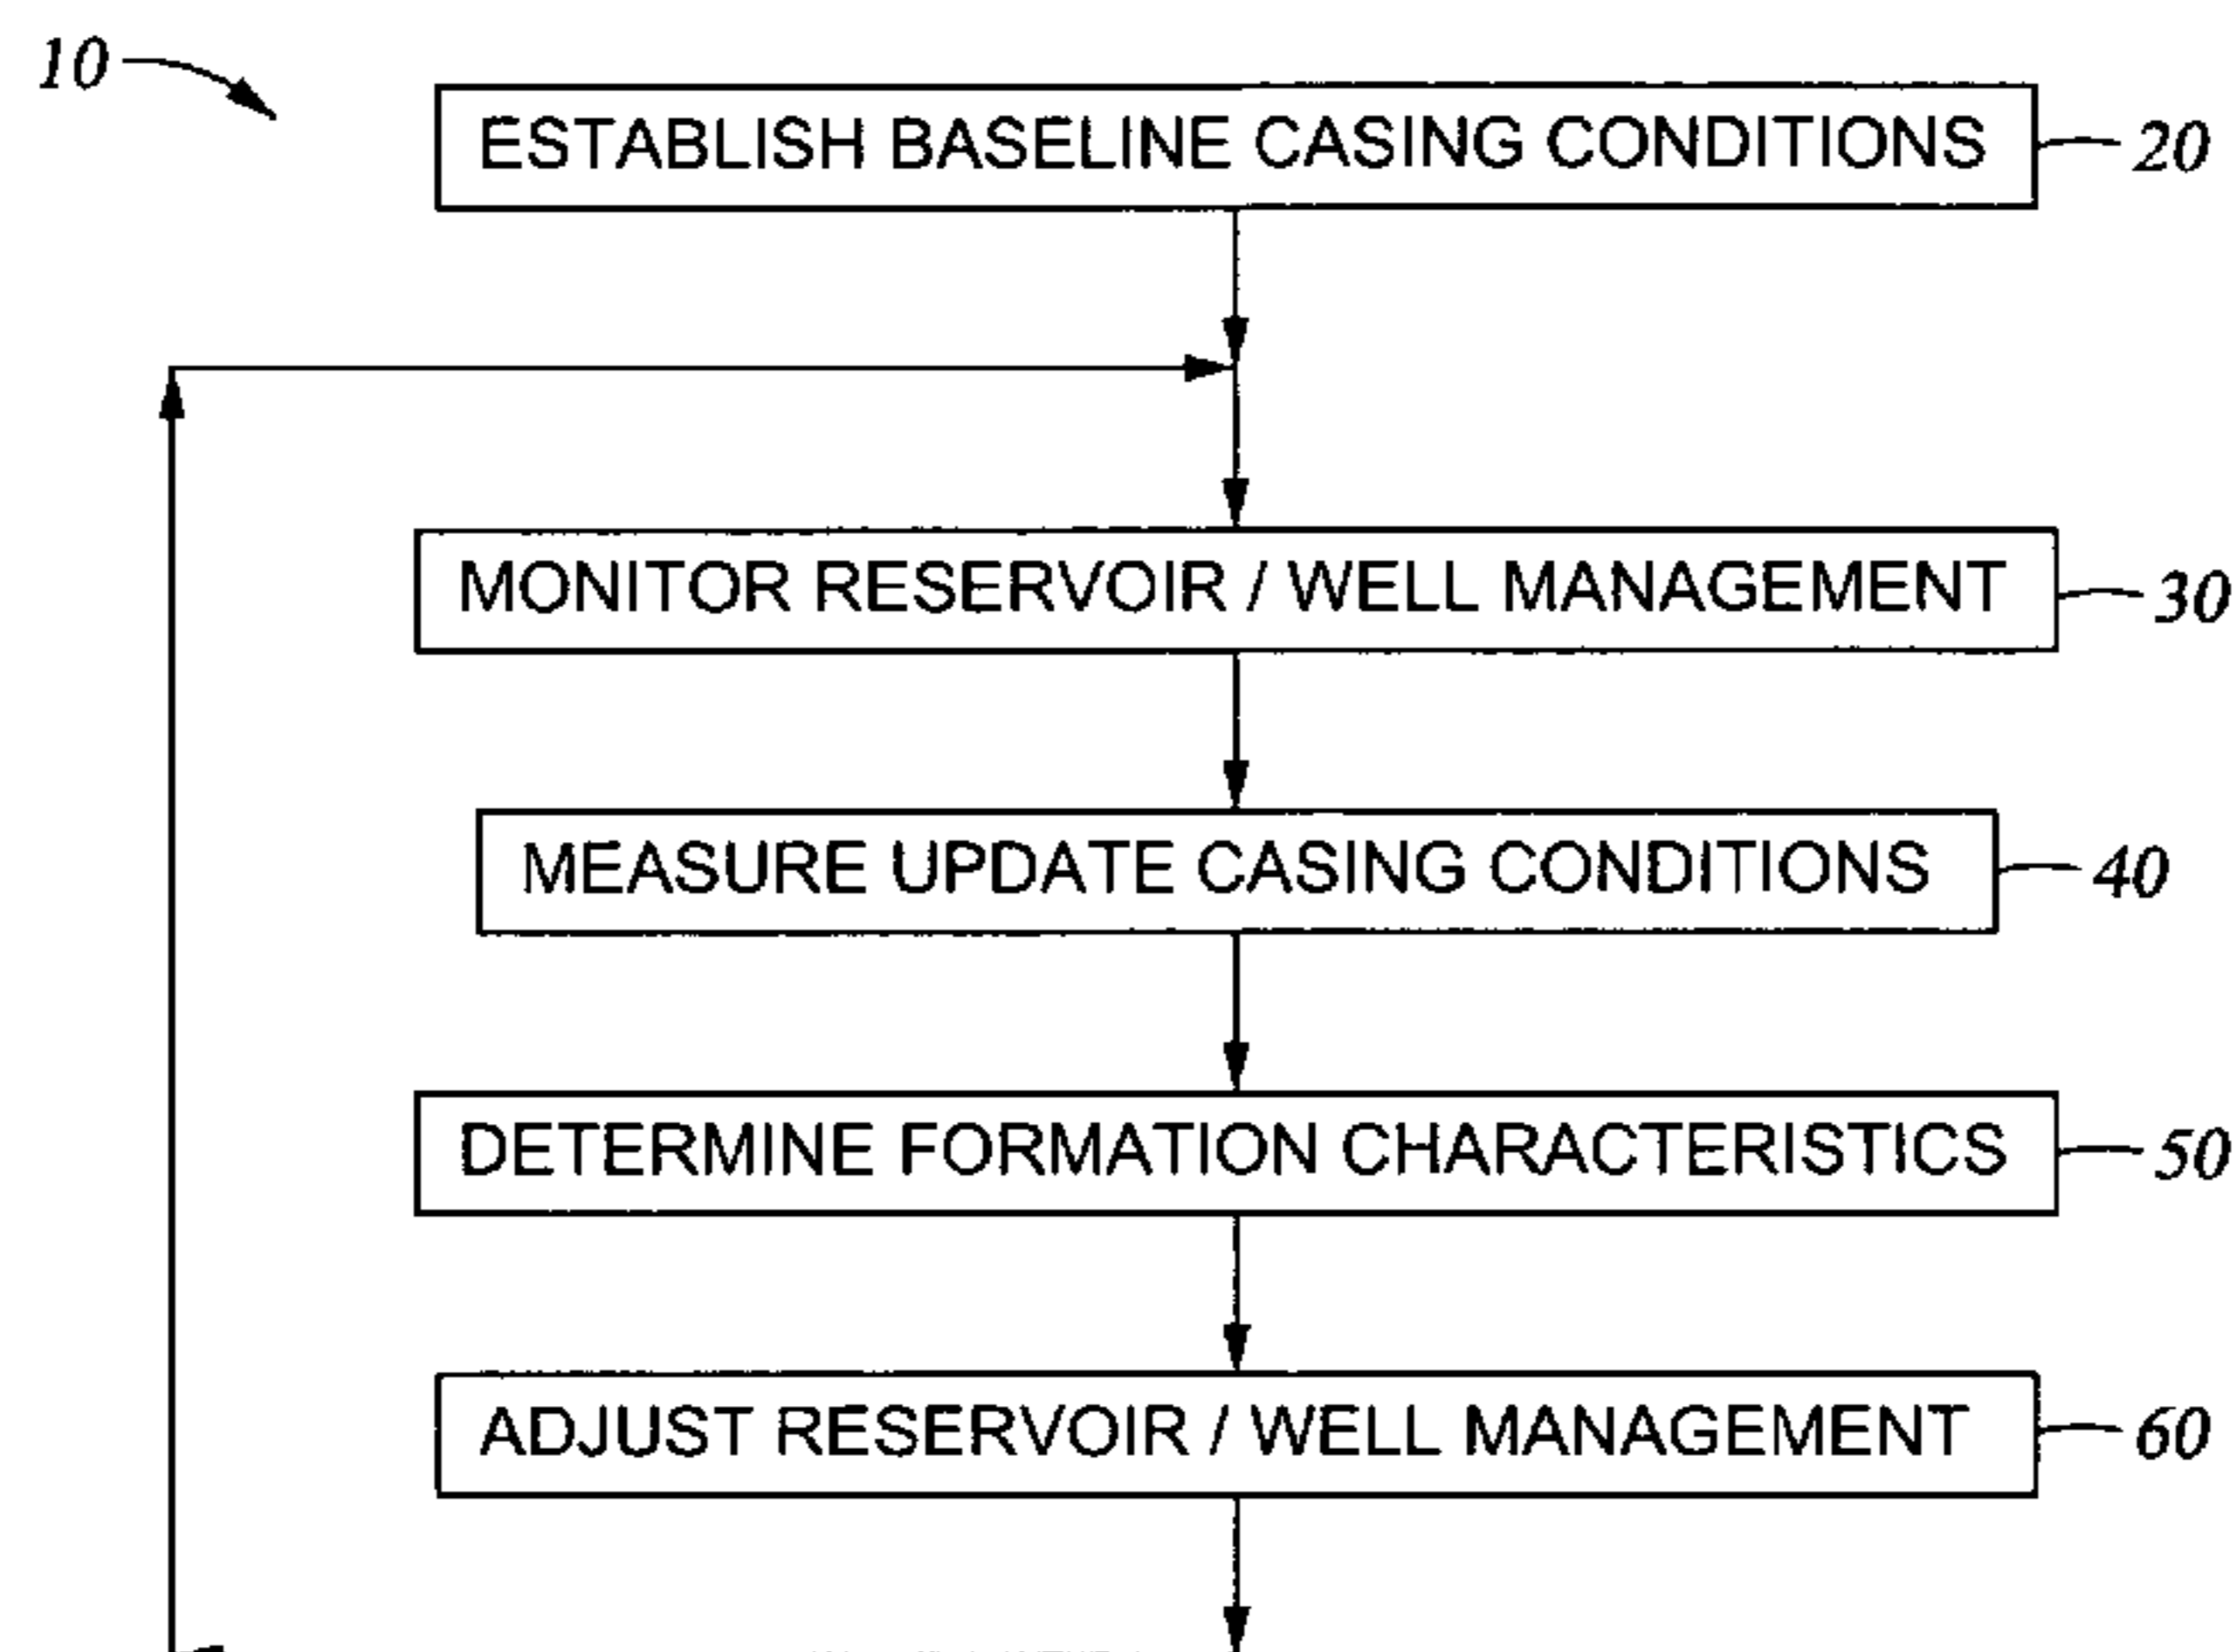 10
ESTABLISH BASELINE CASING CONDITIONS 20
MONITOR RESERVOIR / WELL MANAGEMENT 30
MEASURE UPDATE CASING CONDITIONS 40
DETERMINE FORMATION CHARACTERISTICS 50
ADJUST RESERVOIR / WELL MANAGEMENT 60